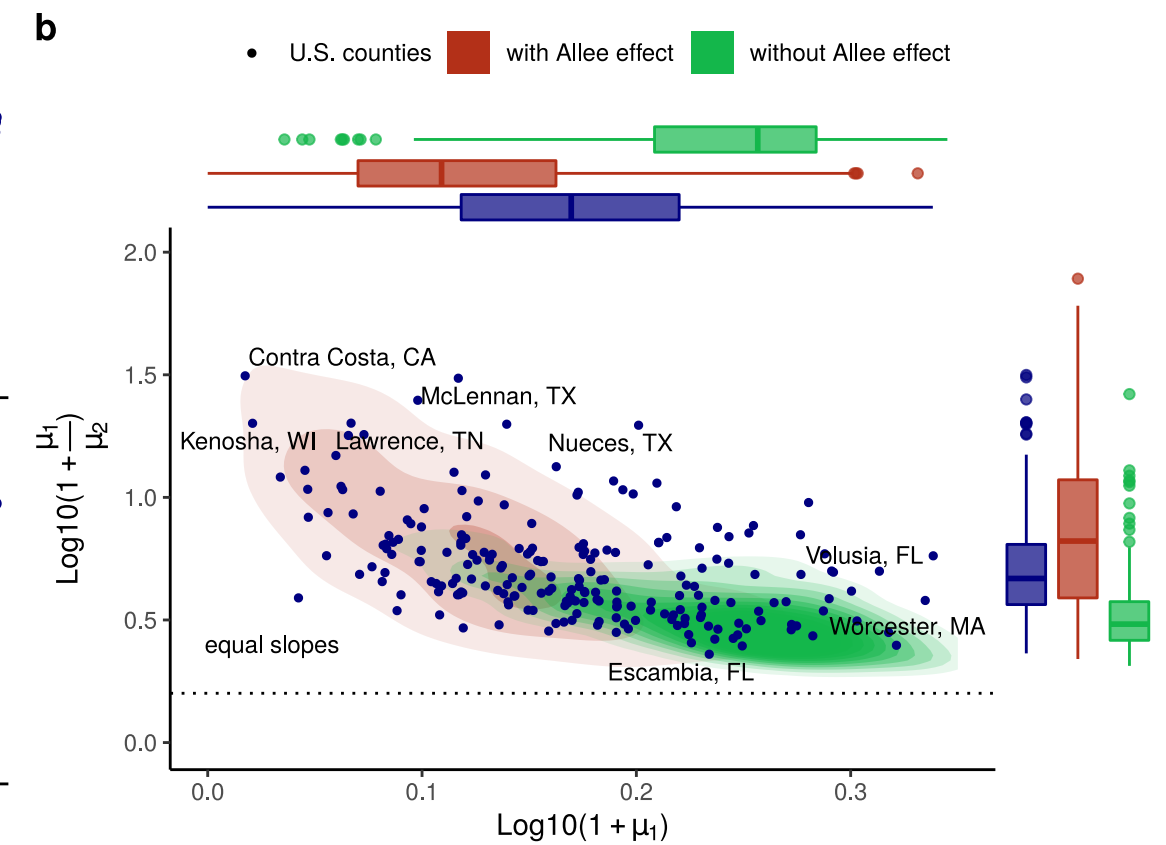 b
U.S. counties with Allee effect without Allee effect
2.0
1.5
1.0
0.5
0.0
Log10(1 + μ1/μ2)
Contra Costa, CA
McLennan, TX
Kenosha, WI Lawrence, TN Nueces, TX
Volusia, FL
Worcester, MA
equal slopes
Escambia, FL
0.0 0.1 0.2 0.3
Log10(1 + μ1)